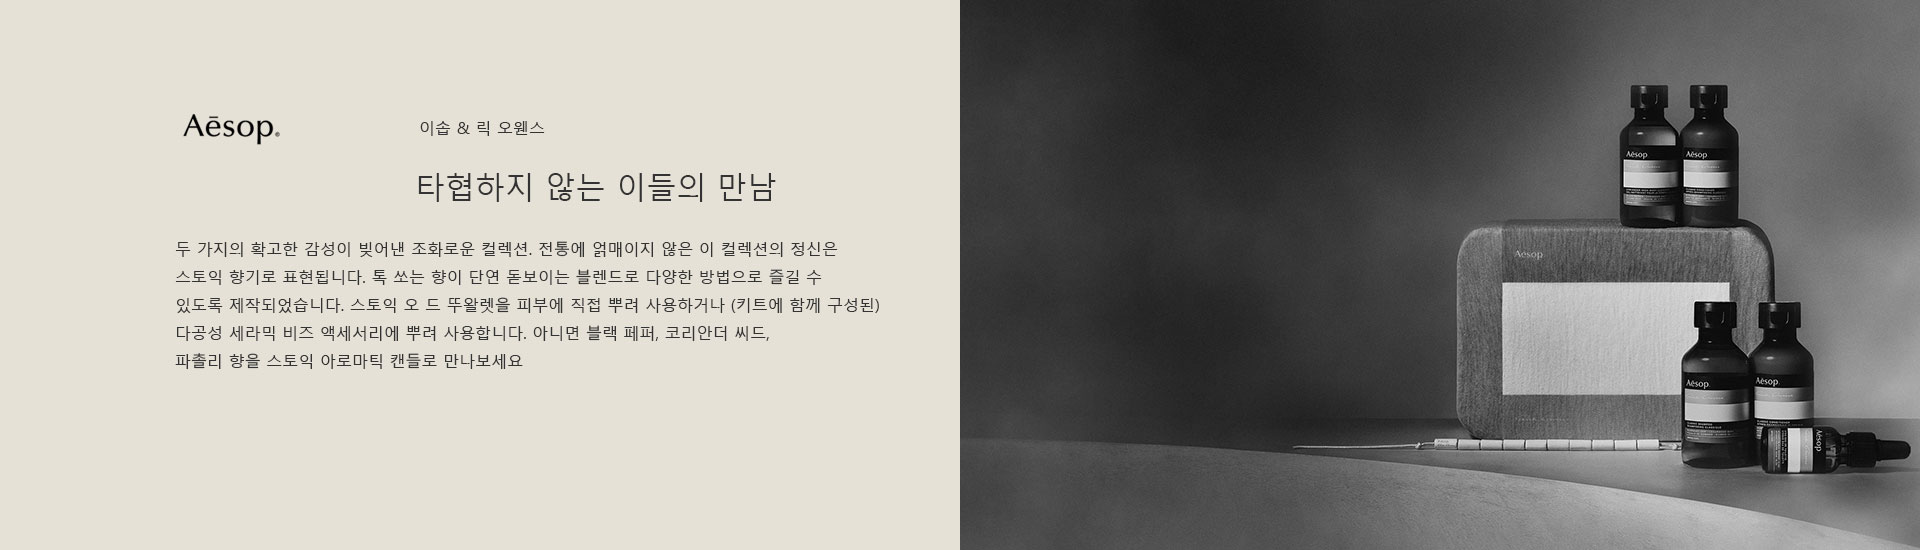 Aēsop®
이솝 & 릭 오웬스
타협하지 않는 이들의 만남
두 가지의 확고한 감성이 빚어낸 조화로운 컬렉션. 전통에 얽매이지 않은 이 컬렉션의 정신은
스토익 향기로 표현됩니다. 톡 쏘는 향이 단연 돋보이는 블렌드로 다양한 방법으로 즐길 수
있도록 제작되었습니다. 스토익 오 드 뚜왈렛을 피부에 직접 뿌려 사용하거나 (키트에 함께 구성된)
다공성 세라믹 비즈 액세서리에 뿌려 사용합니다. 아니면 블랙 페퍼, 코리안더 씨드,
파촐리 향을 스토익 아로마틱 캔들로 만나보세요
Aēsop
Aēsop
Aēsop
Aēsop
Aēsop
Aēsop